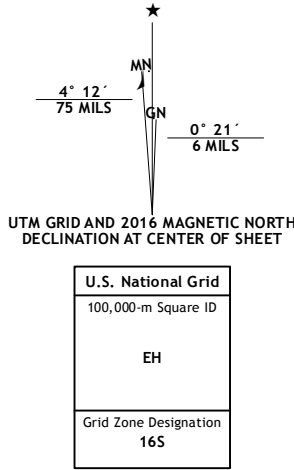 ★
MN
4° 12´
75 MILS
GN
0° 21´
6 MILS
UTM GRID AND 2016 MAGNETIC NORTH
DECLINATION AT CENTER OF SHEET
U.S. National Grid
100,000-m Square ID
EH
Grid Zone Designation
16S